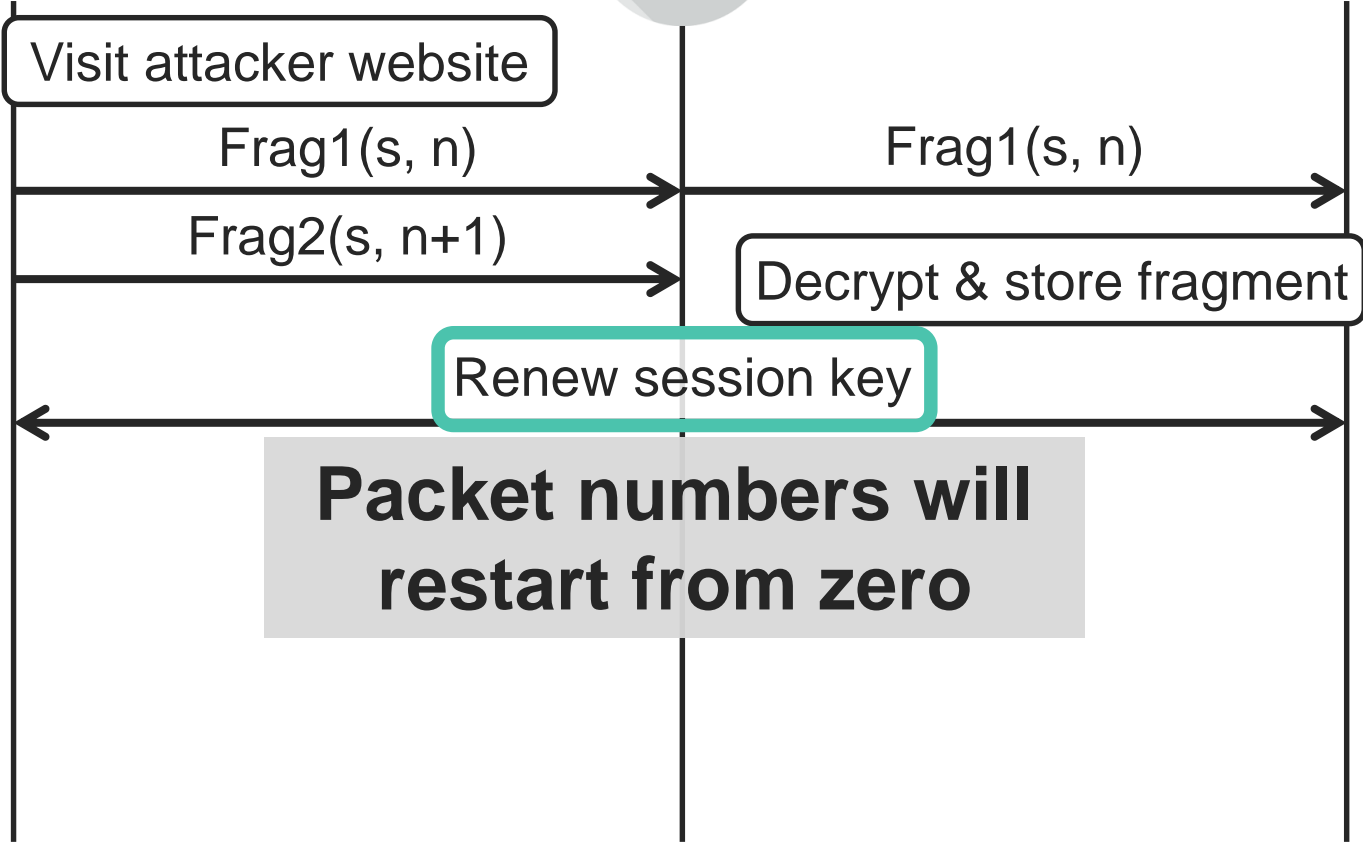 Visit attacker website
Frag1(s, n)
Frag1(s, n)
Frag2(s, n+1)
Decrypt & store fragment
Renew session key
Packet numbers will
restart from zero